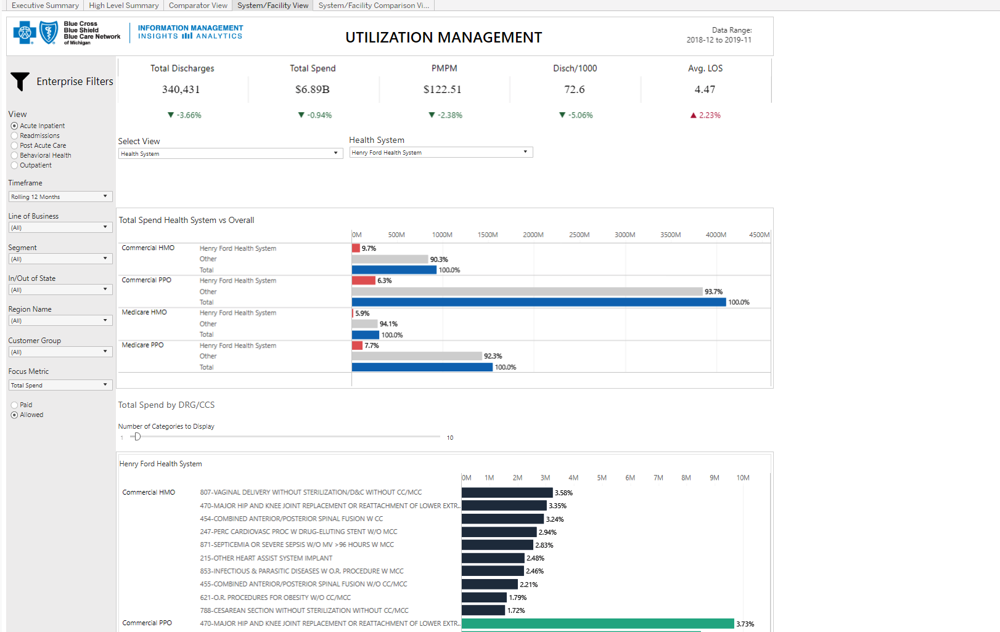 Executive Summary High Level Summary Comparator View System/Facility View System/Facility Comparison Vi...
Blue Cross
Blue Shield
Blue Care Network
of Michigan
INFORMATION MANAGEMENT
INSIGHTS ANALYTICS
UTILIZATION MANAGEMENT
Data Range:
2018-12 to 2019-11
Enterprise Filters
Total Discharges Total Spend PMPM Disch/1000 Avg. LOS
340,431 $6.89B $122.51 72.6 4.47
▼ -3.66% ▼ -0.94% ▼ -2.38% ▼ -5.06% ▲ 2.23%
View
Acute Inpatient
Readmissions
Post Acute Care
Behavioral Health
Outpatient
Timeframe
Rolling 12 Months
Line of Business
(All)
Segment
(All)
In/Out of State
(All)
Region Name
(All)
Customer Group
(All)
Focus Metric
Total Spend
Paid
Allowed
Select View
Health System
Health System
Henry Ford Health System
Total Spend Health System vs Overall
0M 500M 1000M 1500M 2000M 2500M 3000M 3500M 4000M 4500M
Commercial HMO Henry Ford Health System 9.7%
Other 90.3%
Total 100.0%
Commercial PPO Henry Ford Health System 6.3%
Other 93.7%
Total 100.0%
Medicare HMO Henry Ford Health System 5.9%
Other 94.1%
Total 100.0%
Medicare PPO Henry Ford Health System 7.7%
Other 92.3%
Total 100.0%
Total Spend by DRG/CCS
Number of Categories to Display
1 10
Henry Ford Health System
0M 1M 2M 3M 4M 5M 6M 7M 8M 9M 10M
Commercial HMO 807-VAGINAL DELIVERY WITHOUT STERILIZATION/D&C WITHOUT CC/MCC 3.58%
470-MAJOR HIP AND KNEE JOINT REPLACEMENT OR REATTACHMENT OF LOWER EXTR.. 3.35%
454-COMBINED ANTERIOR/POSTERIOR SPINAL FUSION W CC 3.24%
247-PERC CARDIOVASC PROC W DRUG-ELUTING STENT W/O MCC 2.94%
871-SEPTICEMIA OR SEVERE SEPSIS W/O MV >96 HOURS W MCC 2.83%
215-OTHER HEART ASSIST SYSTEM IMPLANT 2.48%
853-INFECTIOUS & PARASITIC DISEASES W O.R. PROCEDURE W MCC 2.46%
455-COMBINED ANTERIOR/POSTERIOR SPINAL FUSION W/O CC/MCC 2.21%
621-O.R. PROCEDURES FOR OBESITY W/O CC/MCC 1.79%
788-CESAREAN SECTION WITHOUT STERILIZATION WITHOUT CC/MCC 1.72%
Commercial PPO 470-MAJOR HIP AND KNEE JOINT REPLACEMENT OR REATTACHMENT OF LOWER EXTR.. 3.73%